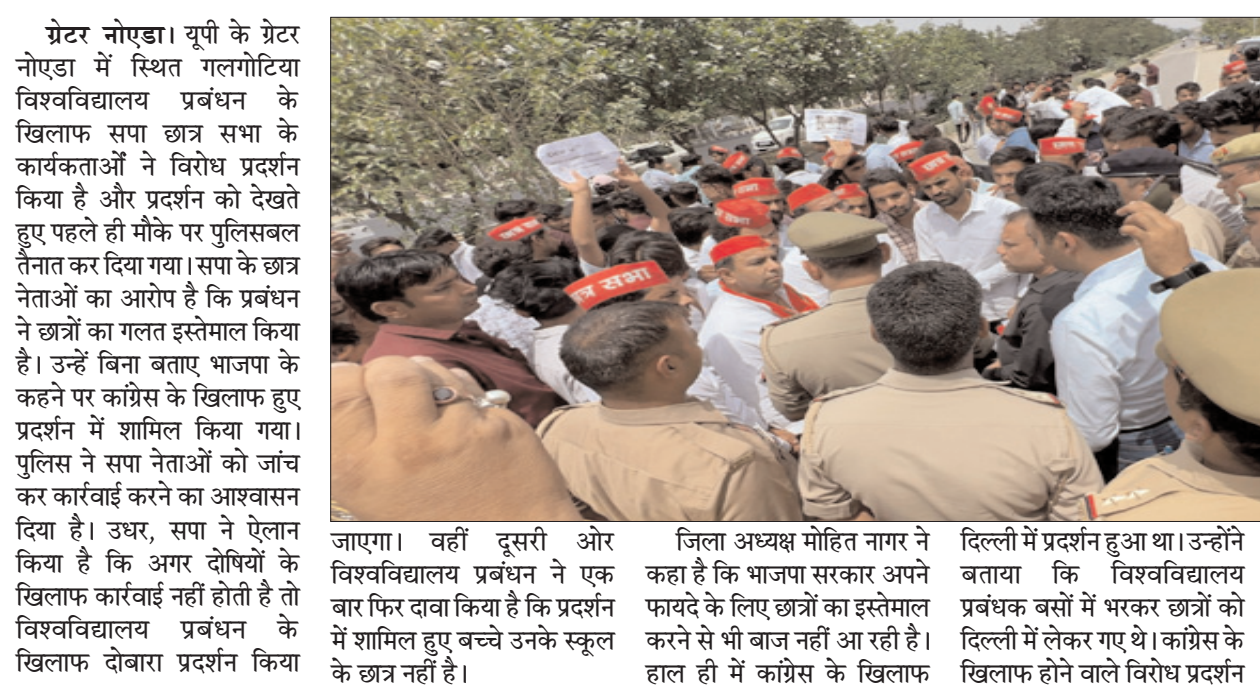 ग्रेटर नोएडा। यूपी के ग्रेटर
नोएडा में स्थित गलगोटिया
विश्वविद्यालय प्रबंधन के
खिलाफ सपा छात्र सभा के
कार्यकर्ताओं ने विरोध प्रदर्शन
किया है और प्रदर्शन को देखते
हुए पहले ही मौके पर पुलिसबल
तैनात कर दिया गया। सपा के छात्र
नेताओं का आरोप है कि प्रबंधन
ने छात्रों का गलत इस्तेमाल किया
है। उन्हें बिना बताए भाजपा के
कहने पर कांग्रेस के खिलाफ हुए
प्रदर्शन में शामिल किया गया।
पुलिस ने सपा नेताओं को जांच
कर कार्रवाई करने का आश्वासन
दिया है। उधर, सपा ने ऐलान
किया है कि अगर दोषियों के
खिलाफ कार्रवाई नहीं होती है तो
विश्वविद्यालय प्रबंधन के
खिलाफ दोबारा प्रदर्शन किया
त्र सभा
जाएगा। वहीं दूसरी ओर
विश्वविद्यालय प्रबंधन ने एक
बार फिर दावा किया है कि प्रदर्शन
में शामिल हुए बच्चे उनके स्कूल
के छात्र नहीं है।
जिला अध्यक्ष मोहित नागर ने
कहा है कि भाजपा सरकार अपने
फायदे के लिए छात्रों का इस्तेमाल
करने से भी बाज नहीं आ रही है।
हाल ही में कांग्रेस के खिलाफ
दिल्ली में प्रदर्शन हुआ था। उन्होंने
बताया कि विश्वविद्यालय
प्रबंधक बसों में भरकर छात्रों को
दिल्ली में लेकर गए थे। कांग्रेस के
खिलाफ होने वाले विरोध प्रदर्शन